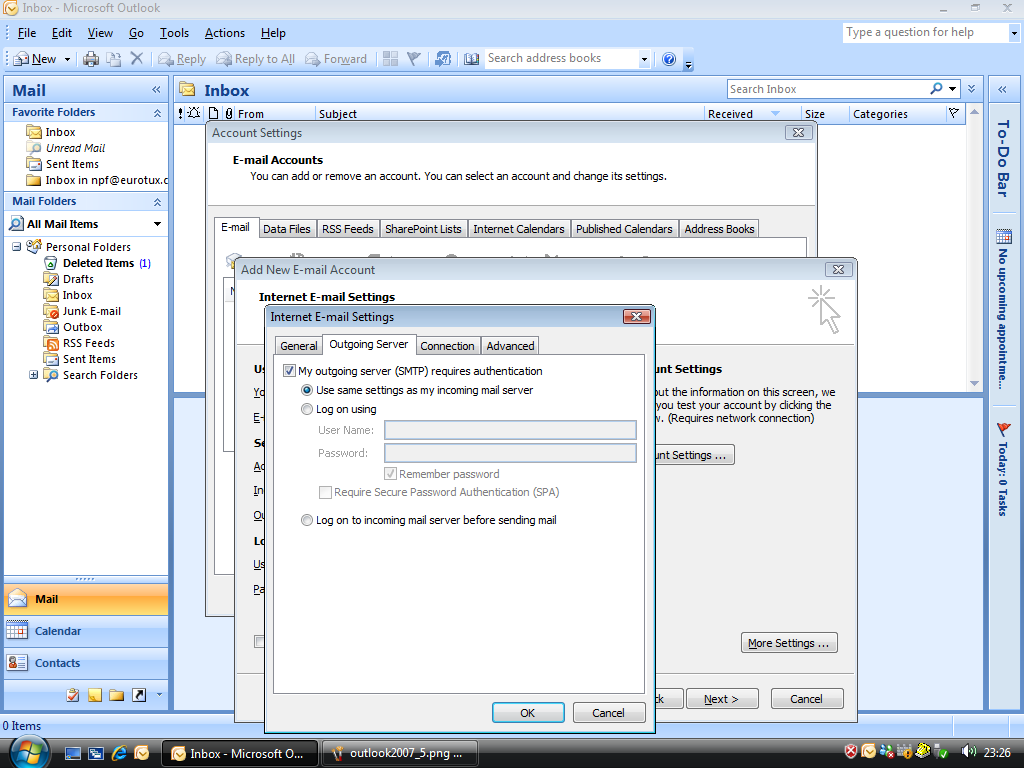 Inbox - Microsoft Outlook
File Edit View Go Tools Actions Help
Type a question for help
New Reply Reply to All Forward Search address books
Mail
Favorite Folders
Inbox
Unread Mail
Sent Items
Inbox in npf@eurotux.c
Mail Folders
All Mail Items
Personal Folders
Deleted Items (1)
Drafts
Inbox
Junk E-mail
Outbox
RSS Feeds
Sent Items
Search Folders
Mail
Calendar
Contacts
0 Items
Inbox
Search Inbox
From Subject Received Size Categories
To-Do Bar
No upcoming appointme...
Today: 0 Tasks
Account Settings
E-mail Accounts
You can add or remove an account. You can select an account and change its settings.
E-mail Data Files RSS Feeds SharePoint Lists Internet Calendars Published Calendars Address Books
Add New E-mail Account
Internet E-mail Settings
unt Settings
out the information on this screen, we
you test your account by clicking the
w. (Requires network connection)
unt Settings ...
More Settings ...
ck Next > Cancel
Internet E-mail Settings
General Outgoing Server Connection Advanced
My outgoing server (SMTP) requires authentication
Use same settings as my incoming mail server
Log on using
User Name:
Password:
Remember password
Require Secure Password Authentication (SPA)
Log on to incoming mail server before sending mail
OK Cancel
Inbox - Microsoft O... outlook2007_5.png ... 23:26